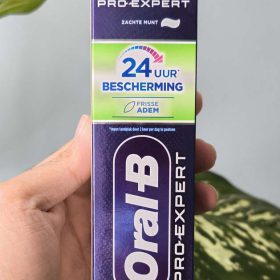 PRO-EXPERT
ZACHTE MUNT
24 UUR*
BESCHERMING
FRISSE
ADEM
Oral-B
PRO-EXPERT